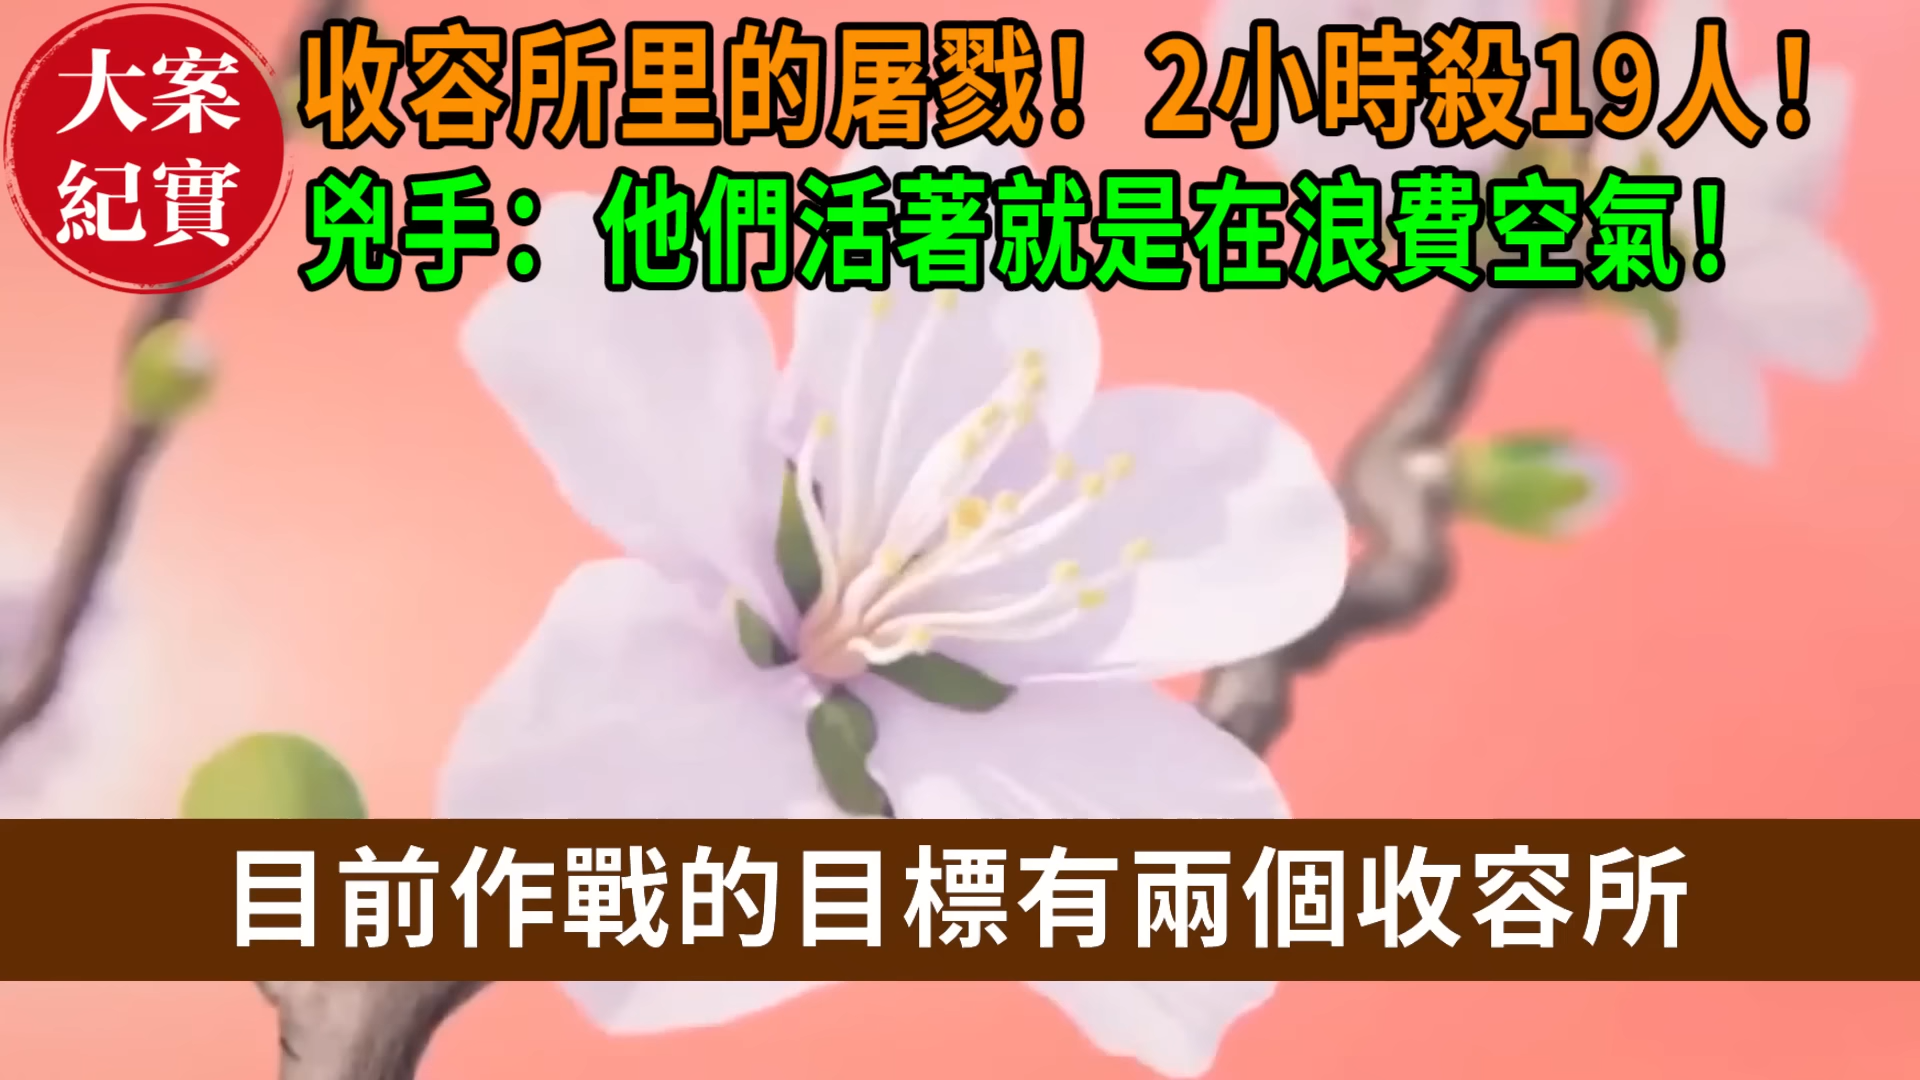 大案
紀實
收容所里的屠戮！2小時殺19人！
兇手：他們活著就是在浪費空氣！
目前作戰的目標有兩個收容所